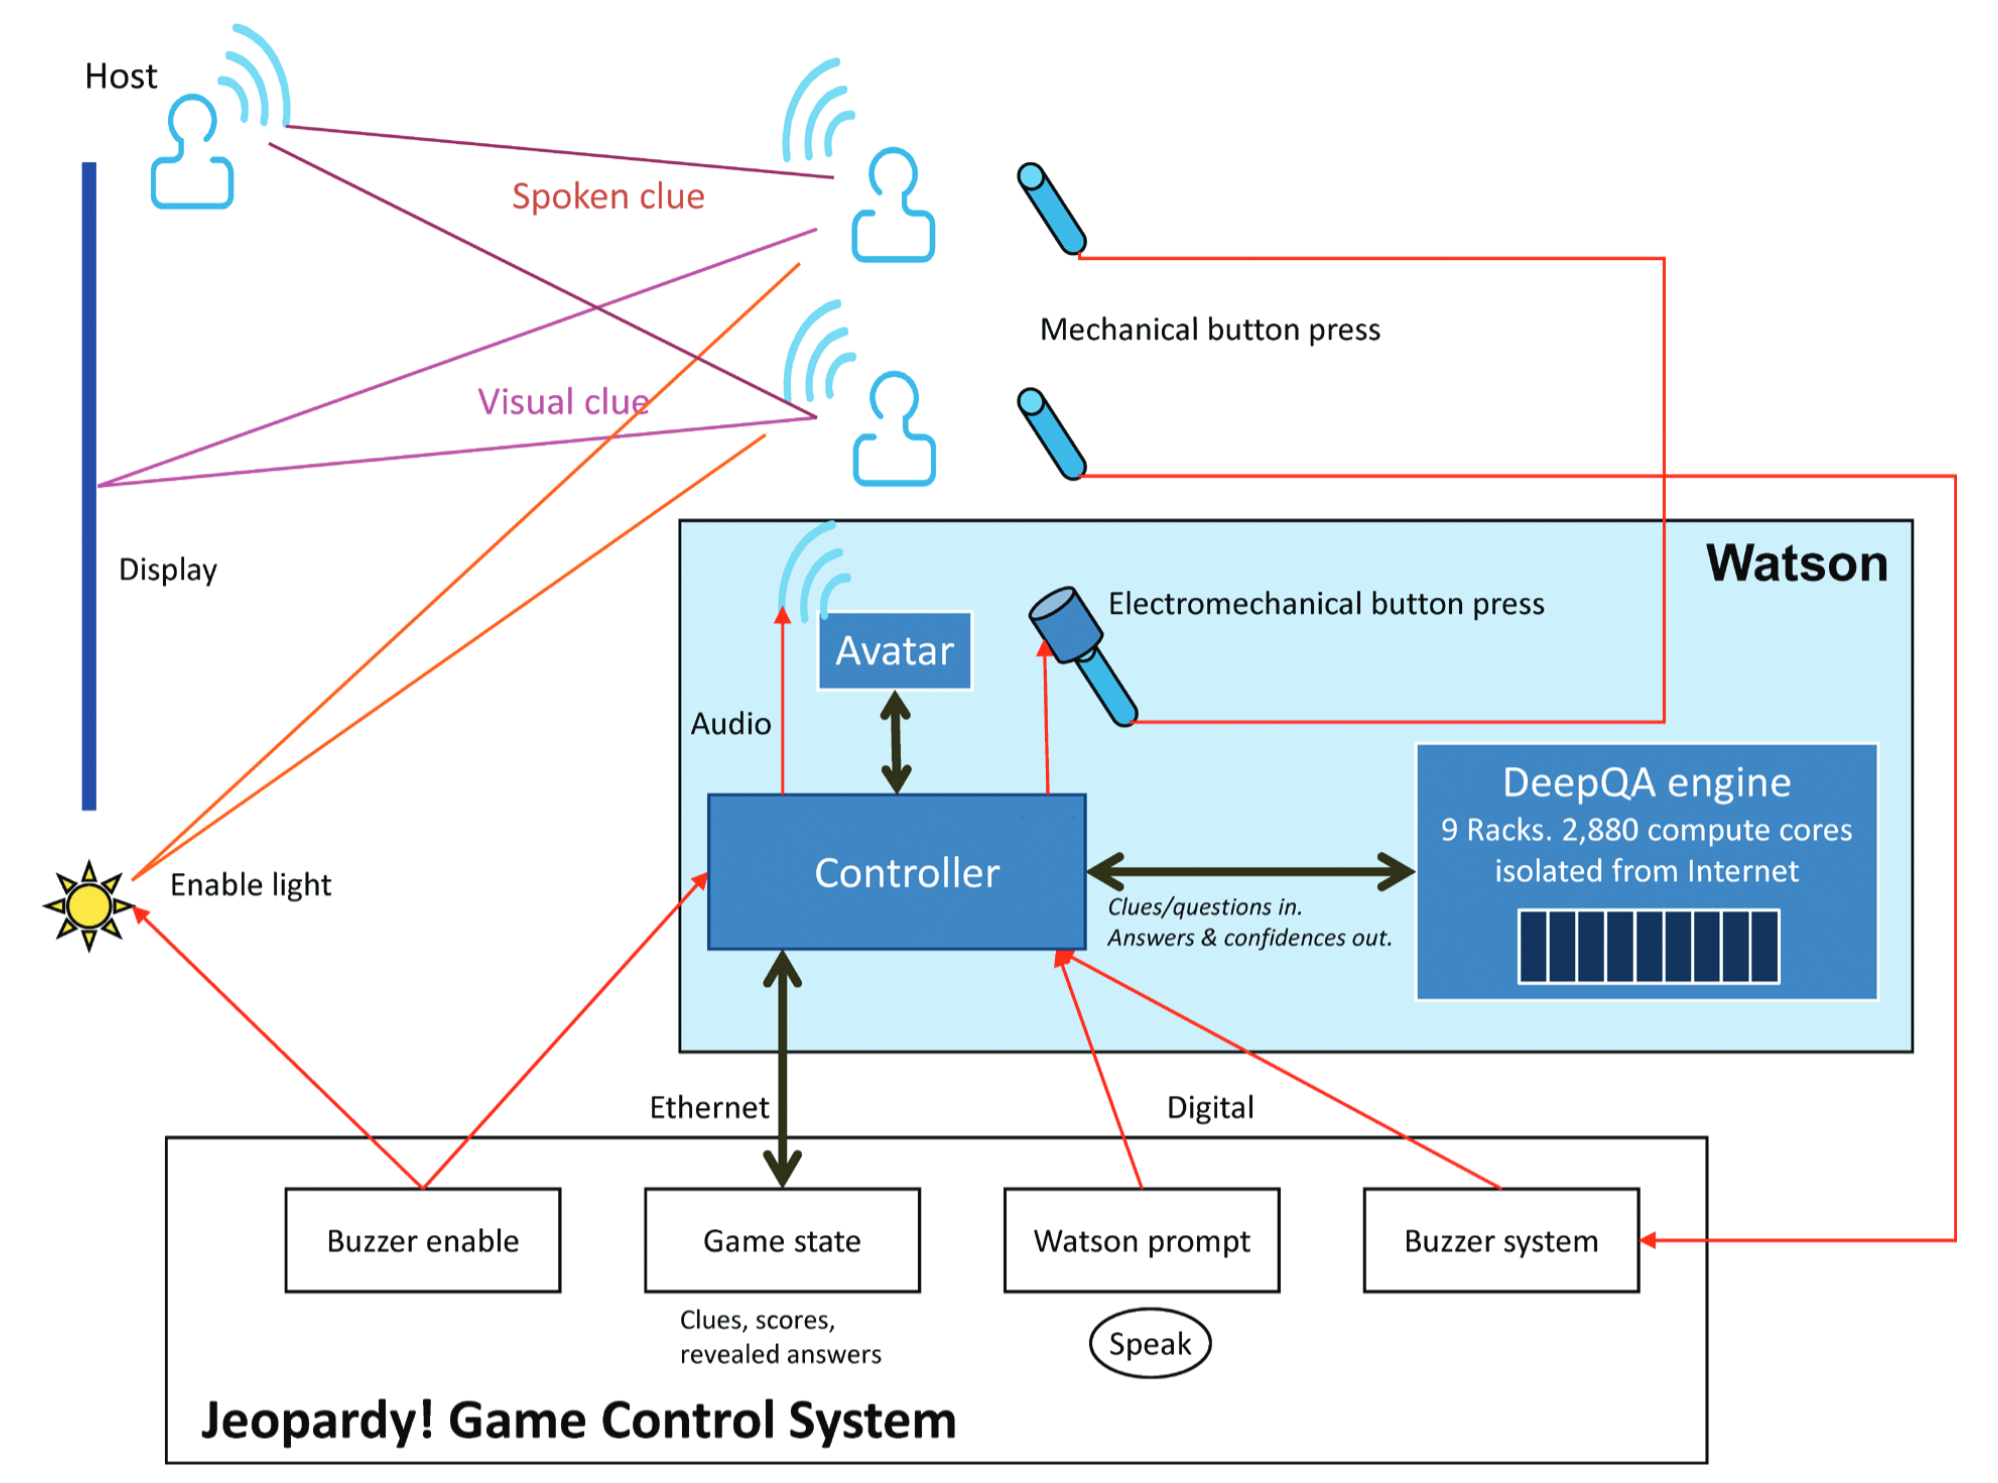 Host
Spoken clue
Mechanical button press
Visual clue
Display
Watson
Electromechanical button press
Avatar
Audio
DeepQA engine
9 Racks. 2,880 compute cores
isolated from Internet
Controller
Enable light
Clues/questions in.
Answers & confidences out.
Ethernet
Digital
Buzzer enable
Game state
Watson prompt
Buzzer system
Clues, scores,
revealed answers
Speak
Jeopardy! Game Control System